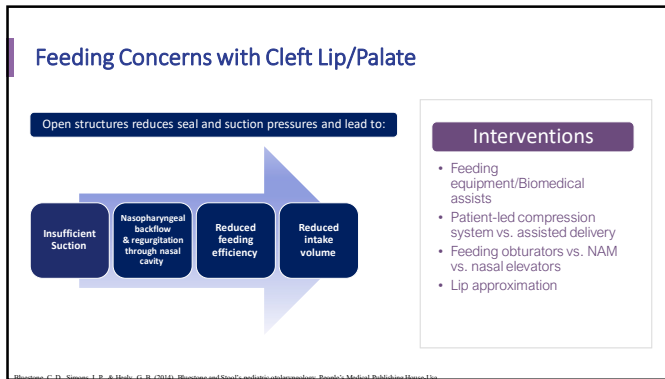 Feeding Concerns with Cleft Lip/Palate
Open structures reduces seal and suction pressures and lead to:
Insufficient
Suction
Nasopharyngeal
backflow
& regurgitation
through nasal
cavity
Reduced
feeding
efficiency
Reduced
intake
volume
Interventions
• Feeding
equipment/Biomedical
assists
• Patient-led compression
system vs. assisted delivery
• Feeding obturators vs. NAM
vs. nasal elevators
• Lip approximation
Bluestone, C. D., Simons, J. P., & Healy, G. B. (2014). Bluestone and Stool's pediatric otolaryngology. People's Medical Publishing House-Usa.